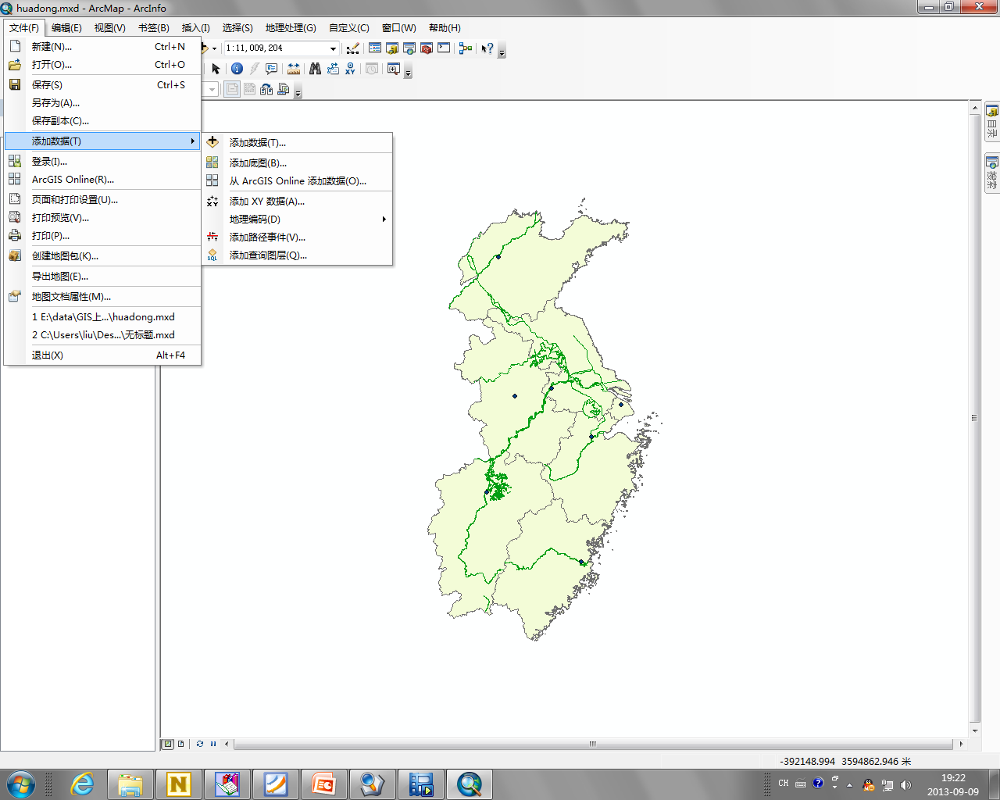 huadong.mxd - ArcMap - ArcInfo
文件(F) 编辑(E) 视图(V) 书签(B) 插入(I) 选择(S) 地理处理(G) 自定义(C) 窗口(W) 帮助(H)
1:11,009,204
新建(N)... Ctrl+N
打开(O)... Ctrl+O
保存(S) Ctrl+S
另存为(A)...
保存副本(C)...
添加数据(T)
登录(I)...
ArcGIS Online(R)...
页面和打印设置(U)...
打印预览(V)...
打印(P)...
创建地图包(K)...
导出地图(E)...
地图文档属性(M)...
1 E:\data\GIS上...\huadong.mxd
2 C:\Users\liu\Des...\无标题.mxd
退出(X) Alt+F4
添加数据(T)...
添加底图(B)...
从 ArcGIS Online 添加数据(O)...
添加 XY 数据(A)...
地理编码(D)
添加路径事件(V)...
添加查询图层(Q)...
目录
搜索
-392148.994 3594862.946 米
CH
19:22
2013-09-09